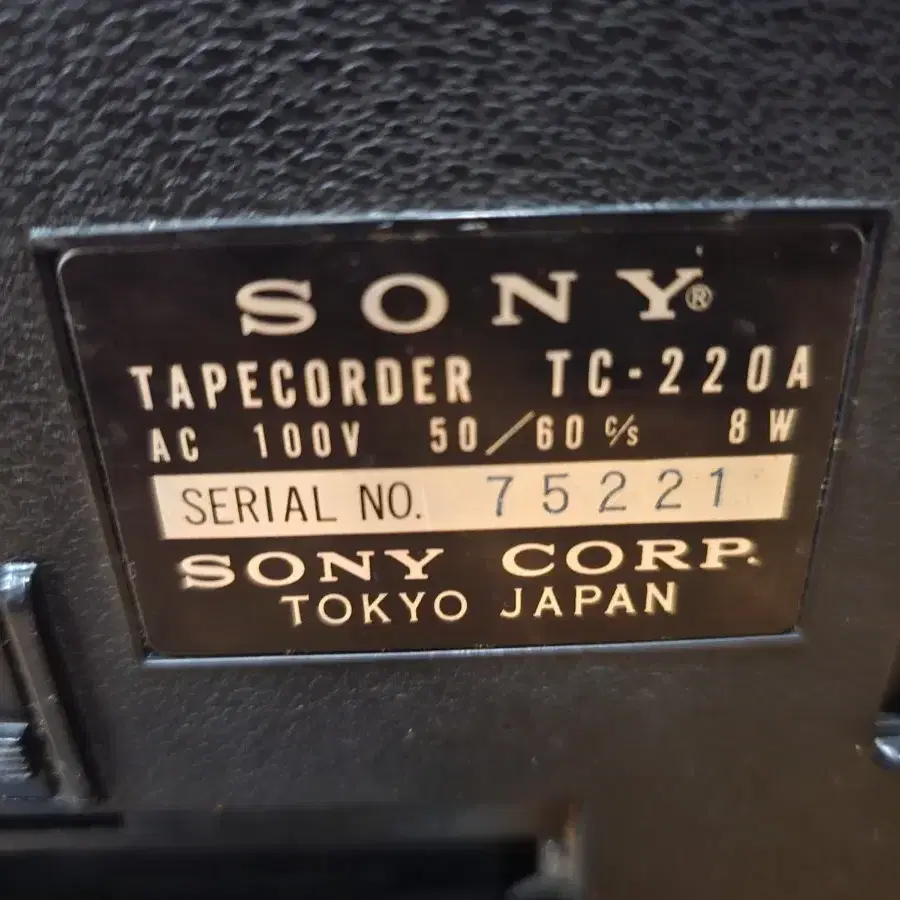 SONY®
TAPECORDER TC-220A
AC 100V 50/60 c/s 8W
SERIAL NO. 75221
SONY CORP.
TOKYO JAPAN